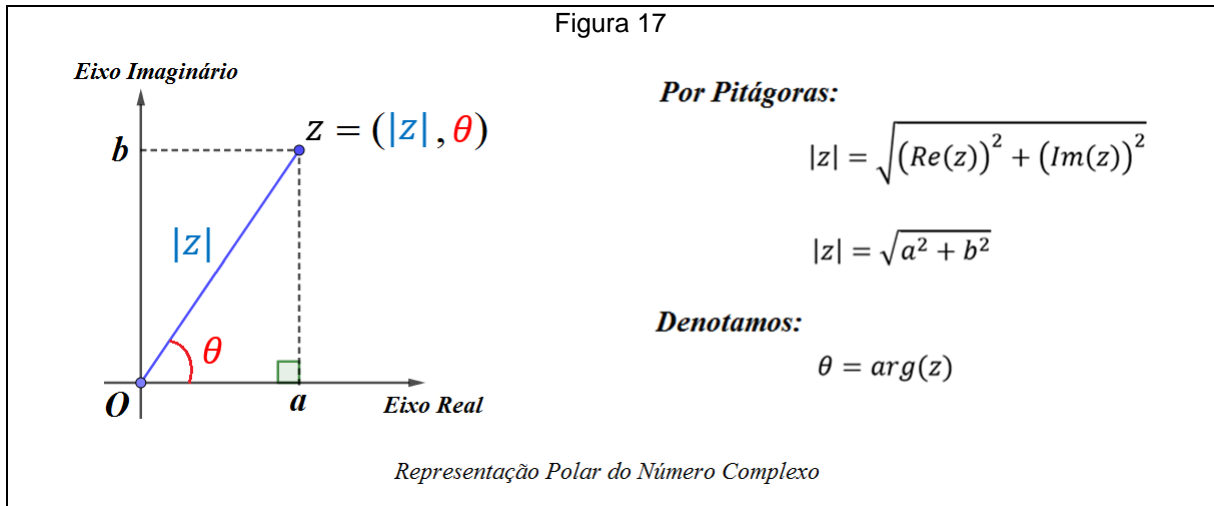 Figura 17
Eixo Imaginário
b
z = (|z|, θ)
|z|
θ
O
a
Eixo Real
Por Pitágoras:
|z| = √((Re(z))² + (Im(z))²)
|z| = √(a² + b²)
Denotamos:
θ = arg(z)
Representação Polar do Número Complexo